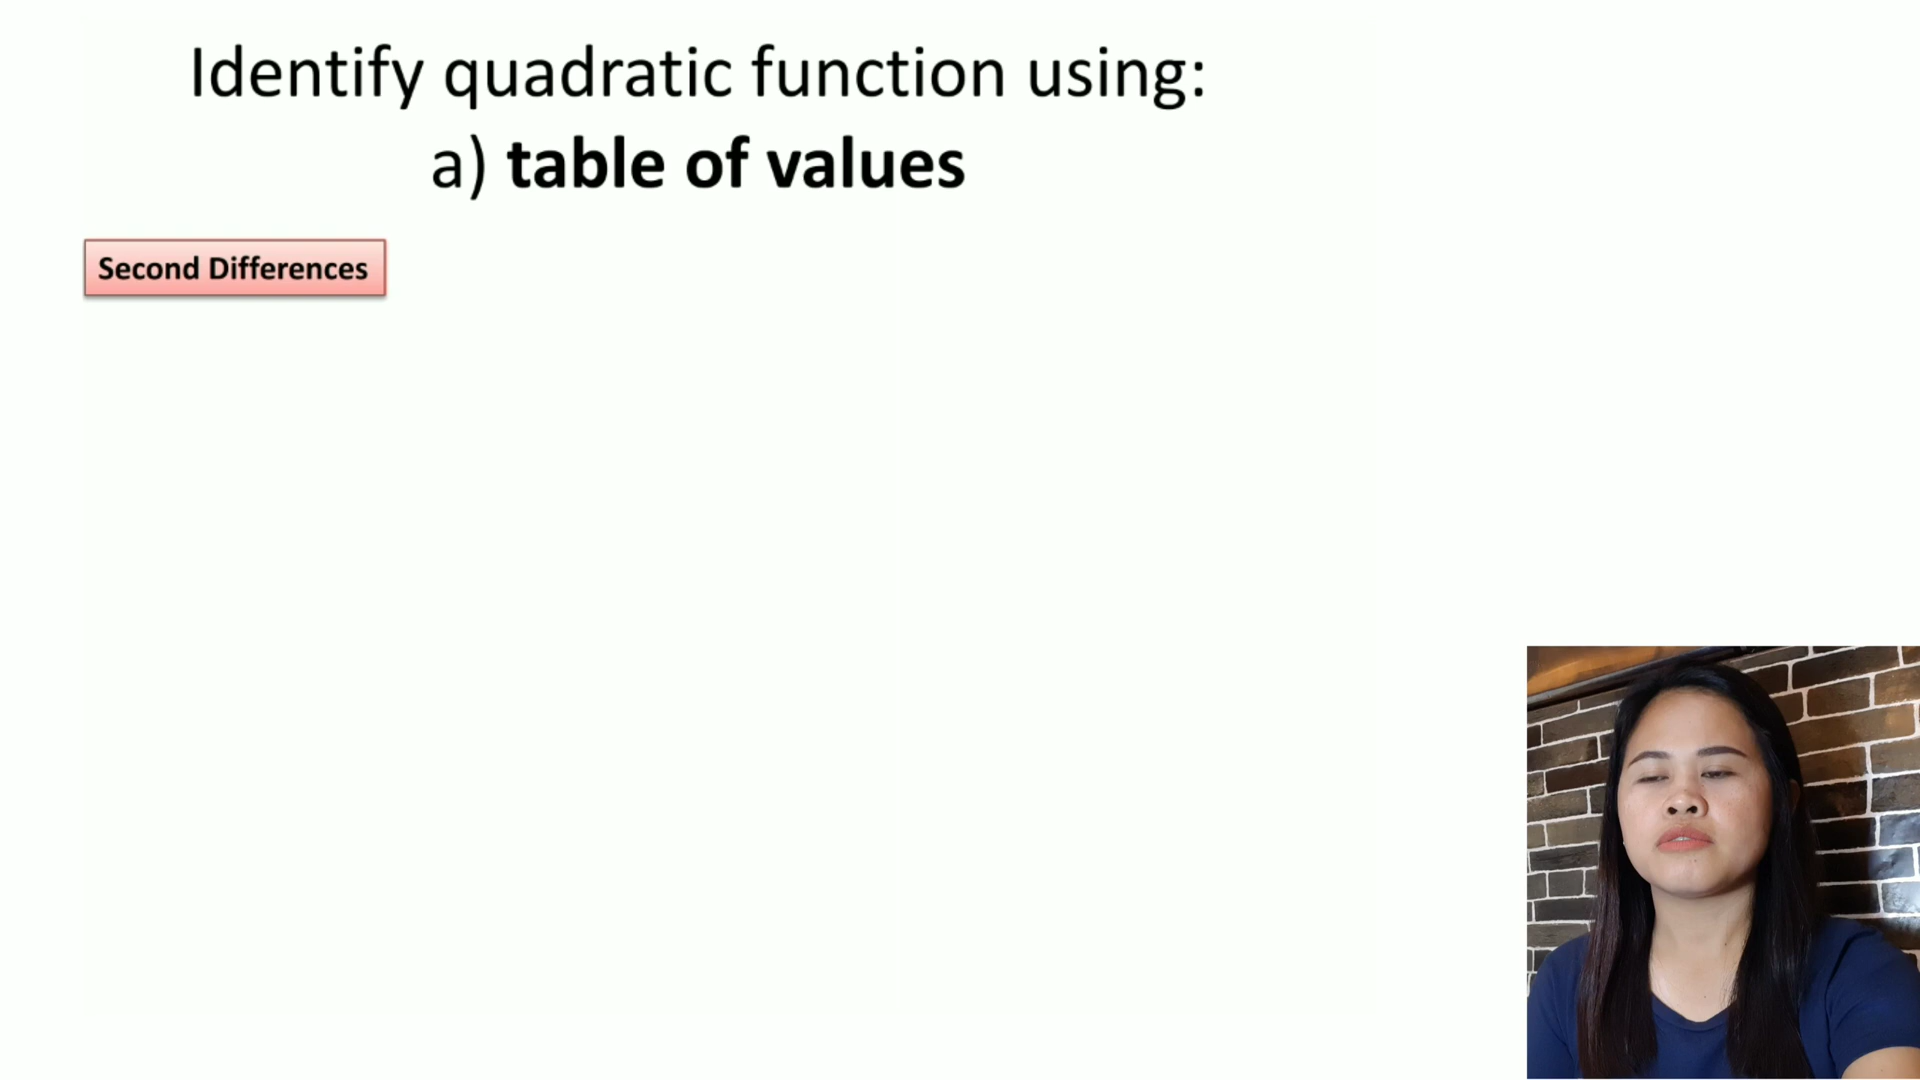 Identify quadratic function using:
a) table of values
Second Differences